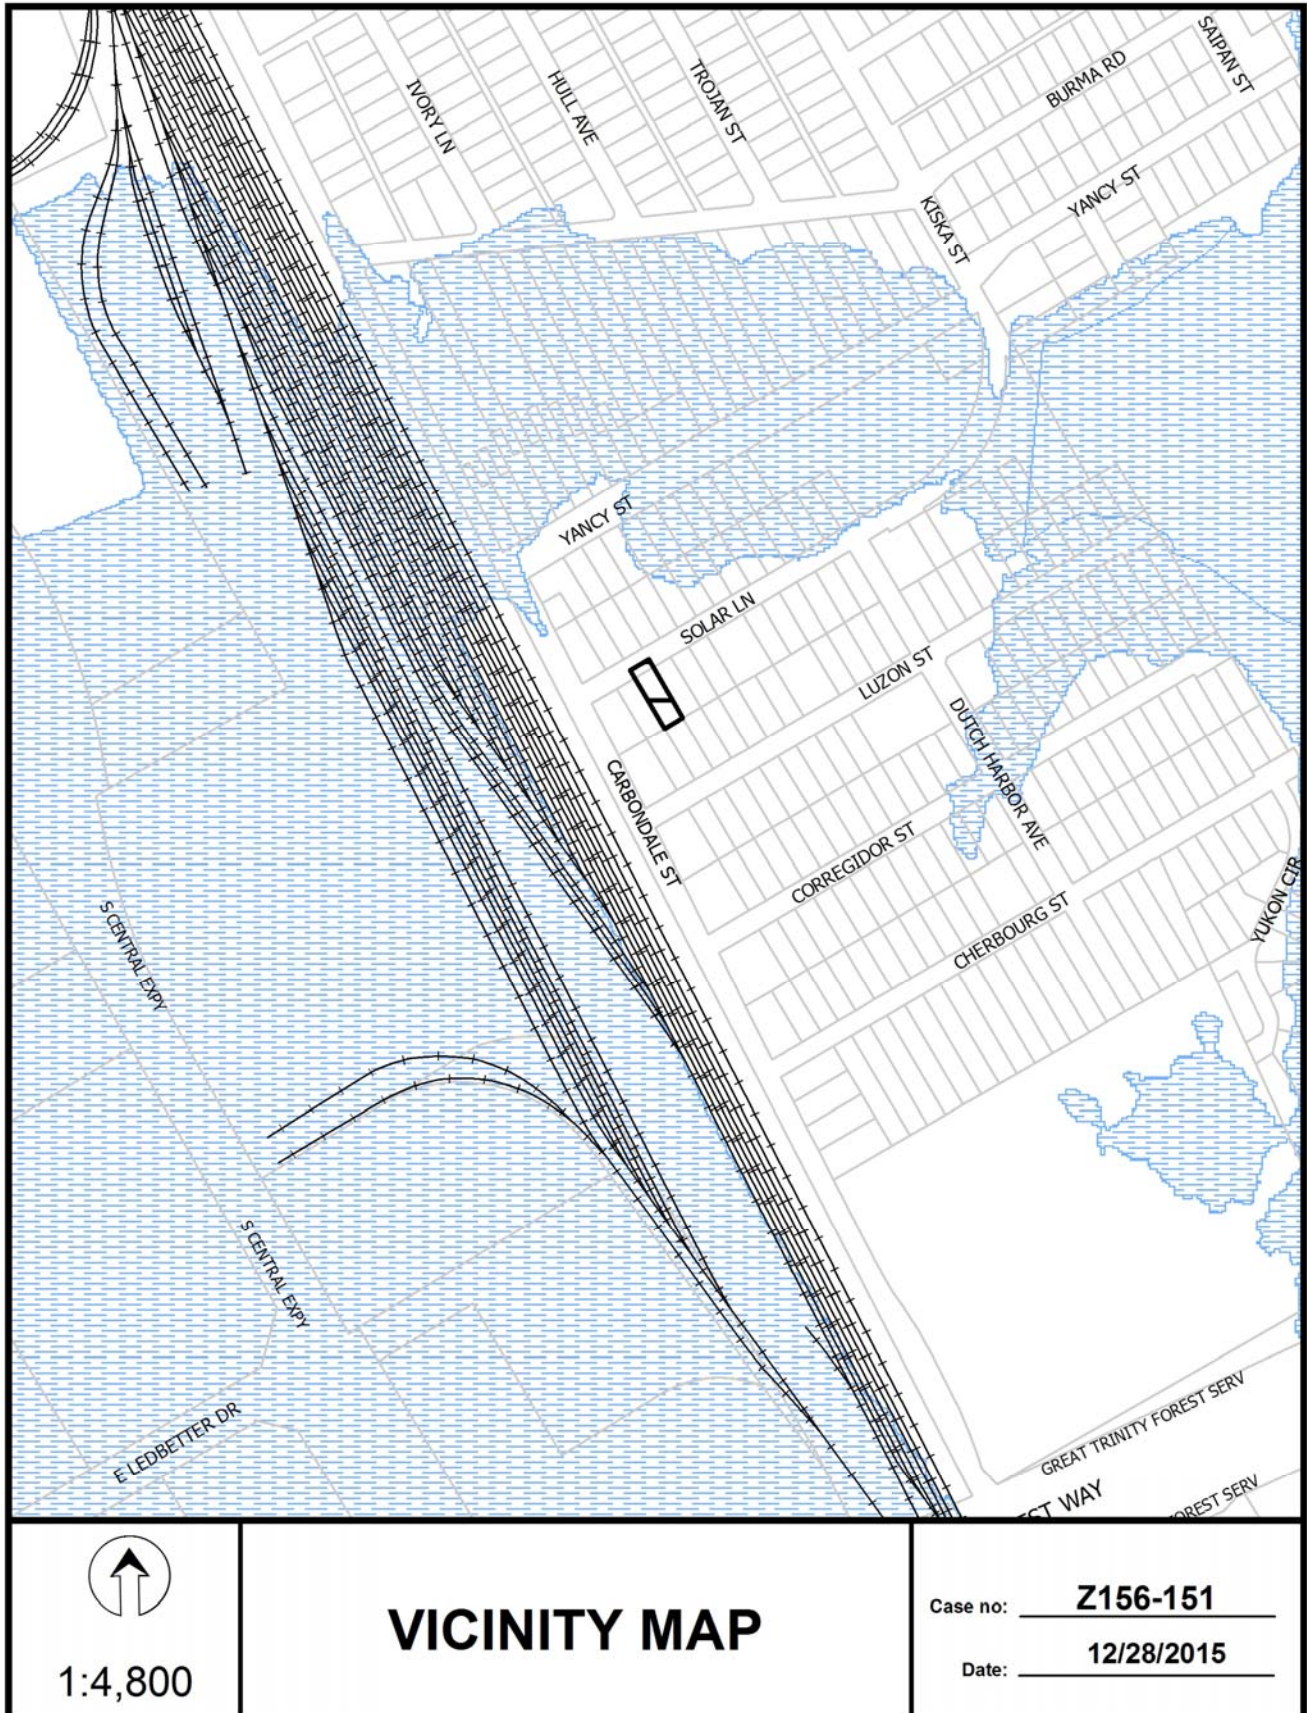 SAIPAN ST
BURMA RD
TROJAN ST
HULL AVE
IVORY LN
YANCY ST
KISKA ST
YANCY ST
SOLAR LN
LUZON ST
DUTCH HARBOR AVE
CARBONDALE ST
CORREGIDOR ST
CHERBOURG ST
YUKON CIR
S CENTRAL EXPY
S CENTRAL EXPY
E LEDBETTER DR
GREAT TRINITY FOREST SERV
EST WAY
OREST SERV
1:4,800
VICINITY MAP
Case no: Z156-151
Date: 12/28/2015